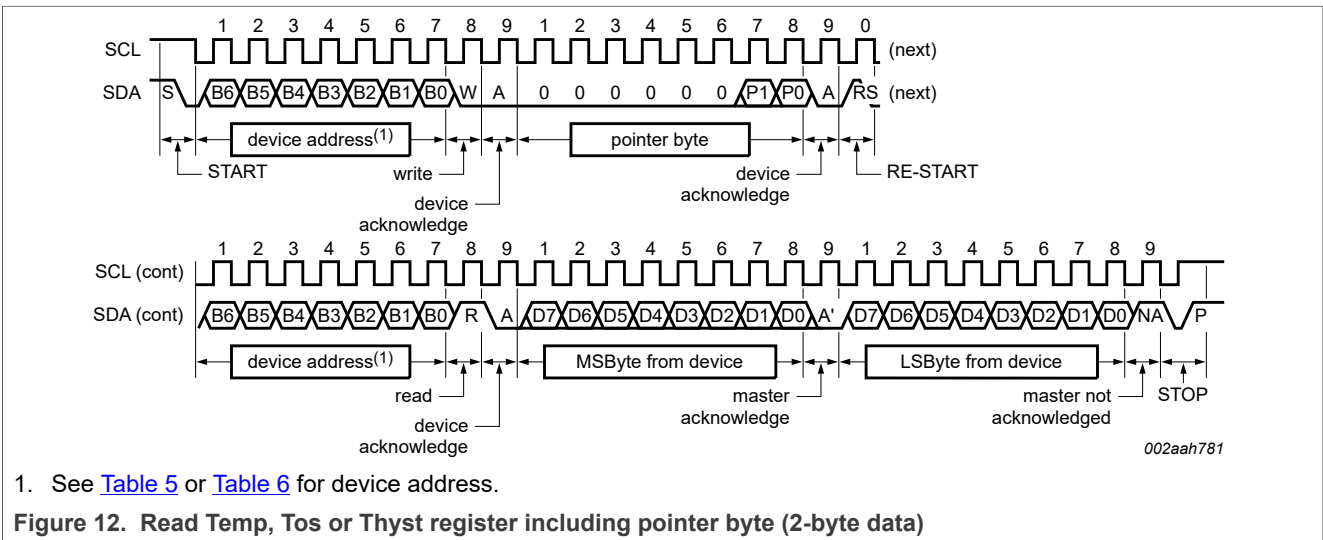 1 2 3 4 5 6 7 8 9 1 2 3 4 5 6 7 8 9 0
SCL (next)
SDA S B6 B5 B4 B3 B2 B1 B0 W A 0 0 0 0 0 0 P1 P0 A RS (next)
device address(1) pointer byte
START write device RE-START
device acknowledge
acknowledge
1 2 3 4 5 6 7 8 9 1 2 3 4 5 6 7 8 9 1 2 3 4 5 6 7 8 9
SCL (cont)
SDA (cont) B6 B5 B4 B3 B2 B1 B0 R A D7 D6 D5 D4 D3 D2 D1 D0 A' D7 D6 D5 D4 D3 D2 D1 D0 NA P
device address(1) MSByte from device LSByte from device
read master master not STOP
device acknowledge acknowledged
acknowledge
002aah781
1. See Table 5 or Table 6 for device address.
Figure 12. Read Temp, Tos or Thyst register including pointer byte (2-byte data)